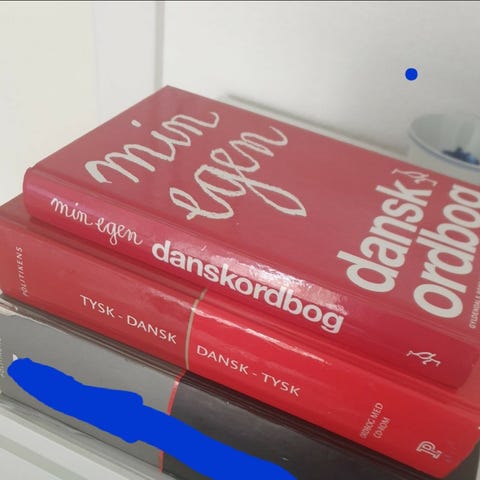 min
egen
dansk
ordbog
min egen danskordbog
POLITIKENS
TYSK - DANSK
DANSK - TYSK
ORDBOG MED
CD-ROM